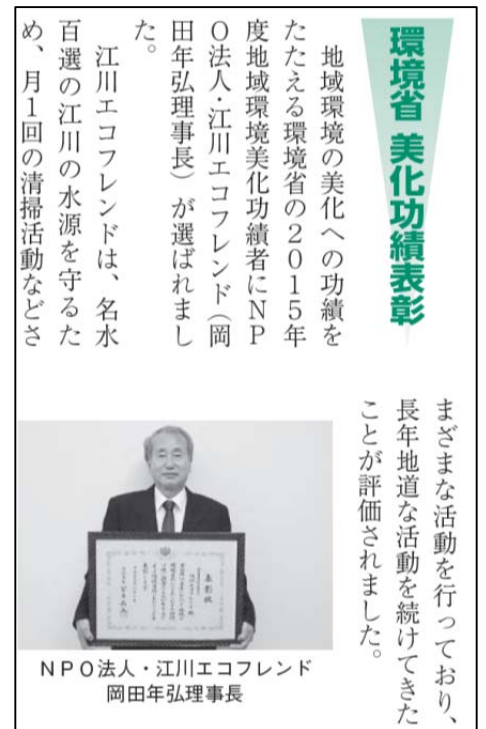 環境省 美化功績表彰
地域環境の美化への功績を
たたえる環境省の2015年
度地域環境美化功績者にNP
O法人・江川エコフレンド(岡
田年弘理事長)が選ばれまし
た。
江川エコフレンドは、名水
百選の江川の水源を守るた
め、月1回の清掃活動などさ
まざまな活動を行っており、
長年地道な活動を続けてきた
ことが評価されました。
表彰状
NPO法人・江川エコフレンド
岡田年弘理事長